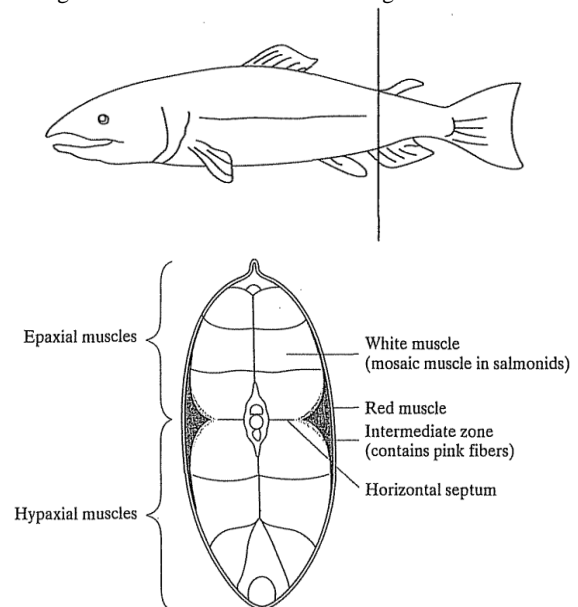 Epaxial muscles
White muscle
(mosaic muscle in salmonids)
Red muscle
Intermediate zone
(contains pink fibers)
Horizontal septum
Hypaxial muscles